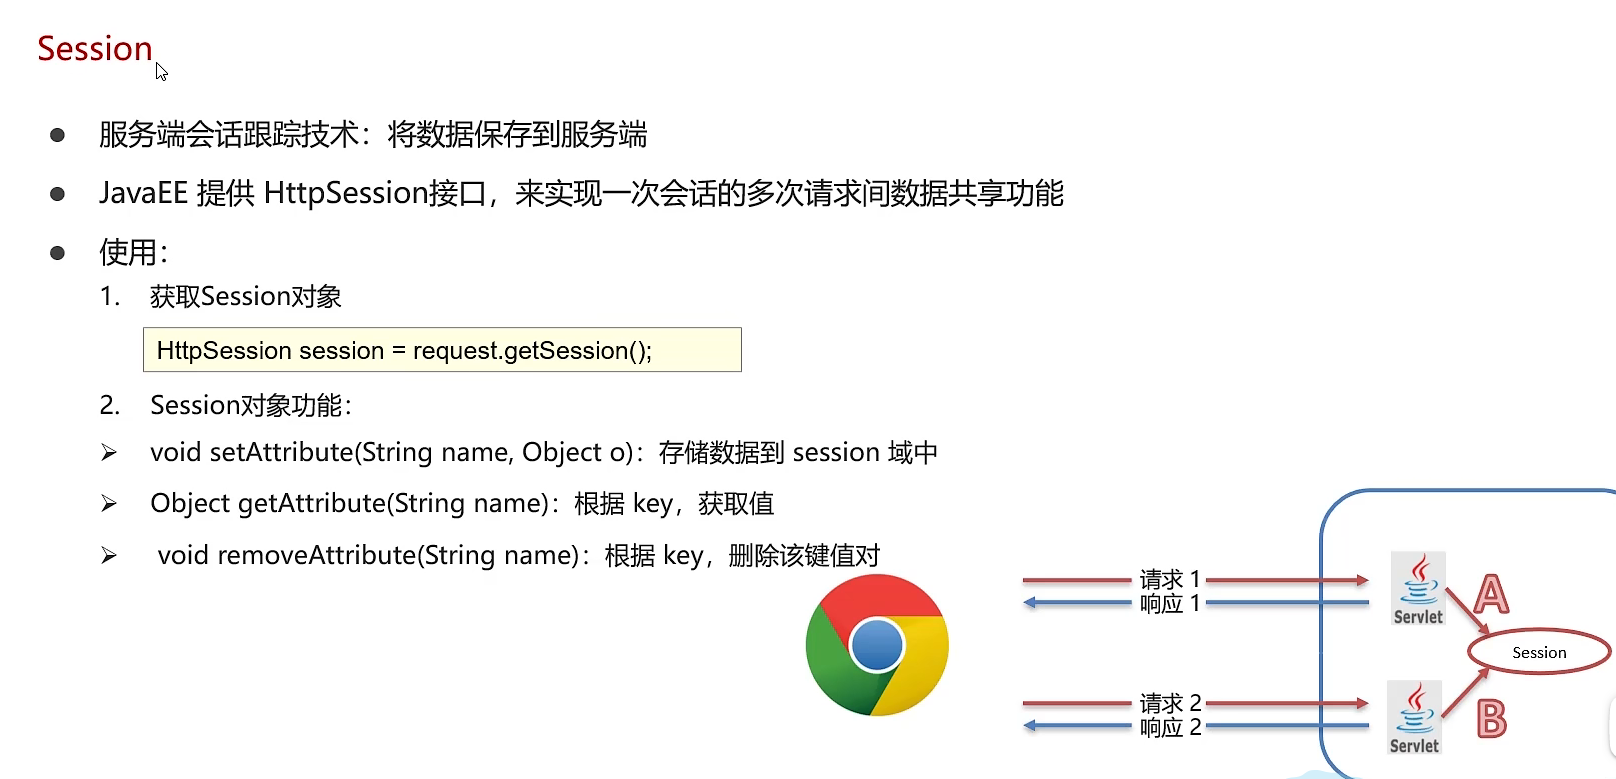 Session
服务端会话跟踪技术：将数据保存到服务端
JavaEE 提供 HttpSession接口，来实现一次会话的多次请求间数据共享功能
使用：
1. 获取Session对象
HttpSession session = request.getSession();
2. Session对象功能：
void setAttribute(String name, Object o)：存储数据到 session 域中
Object getAttribute(String name)：根据 key，获取值
void removeAttribute(String name)：根据 key，删除该键值对
请求 1
响应 1
Servlet
A
Session
请求 2
响应 2
Servlet
B